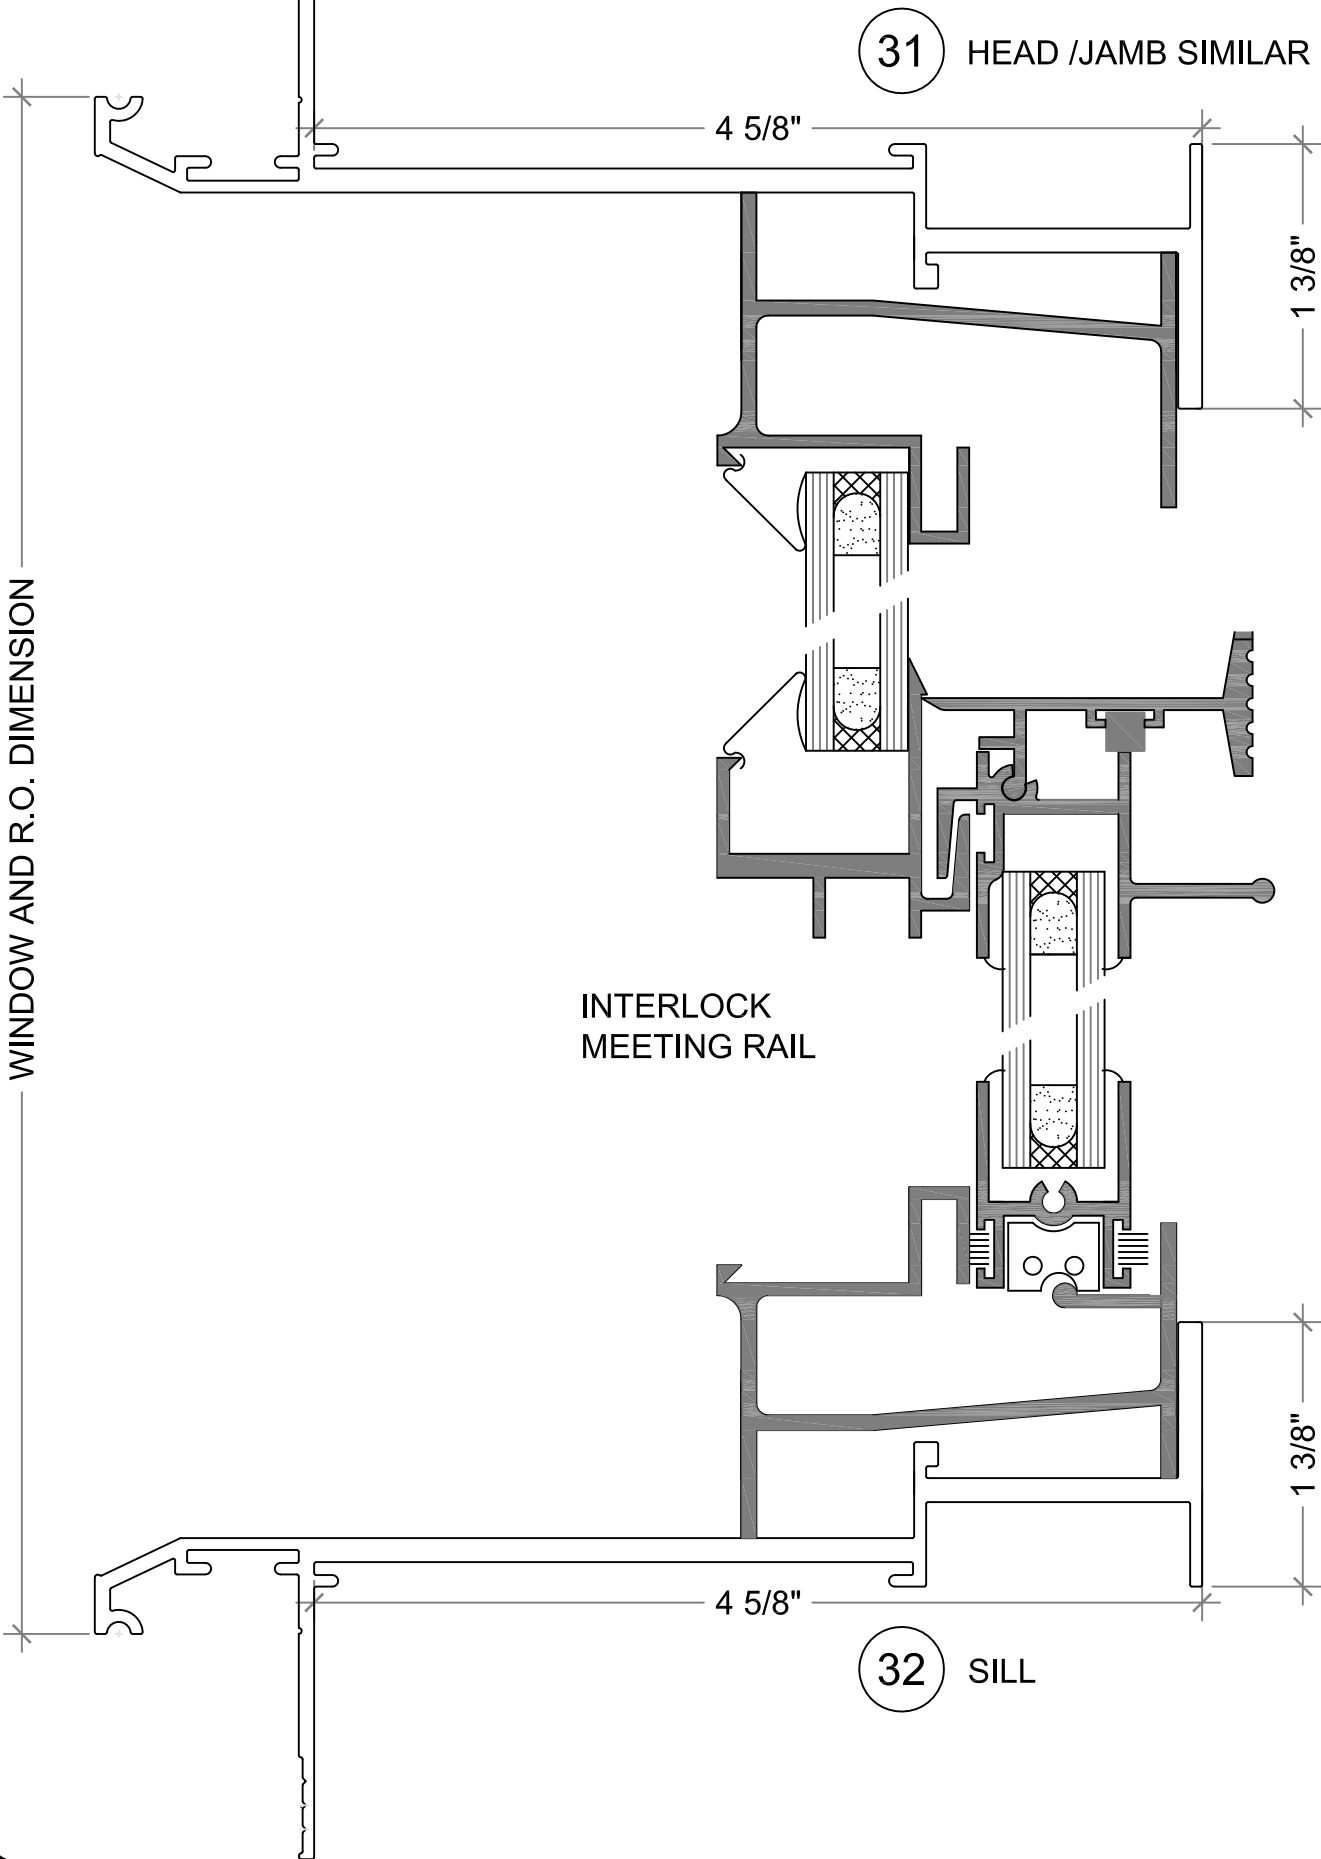 31 HEAD /JAMB SIMILAR
4 5/8"
1 3/8"
WINDOW AND R.O. DIMENSION
INTERLOCK
MEETING RAIL
1 3/8"
4 5/8"
32 SILL